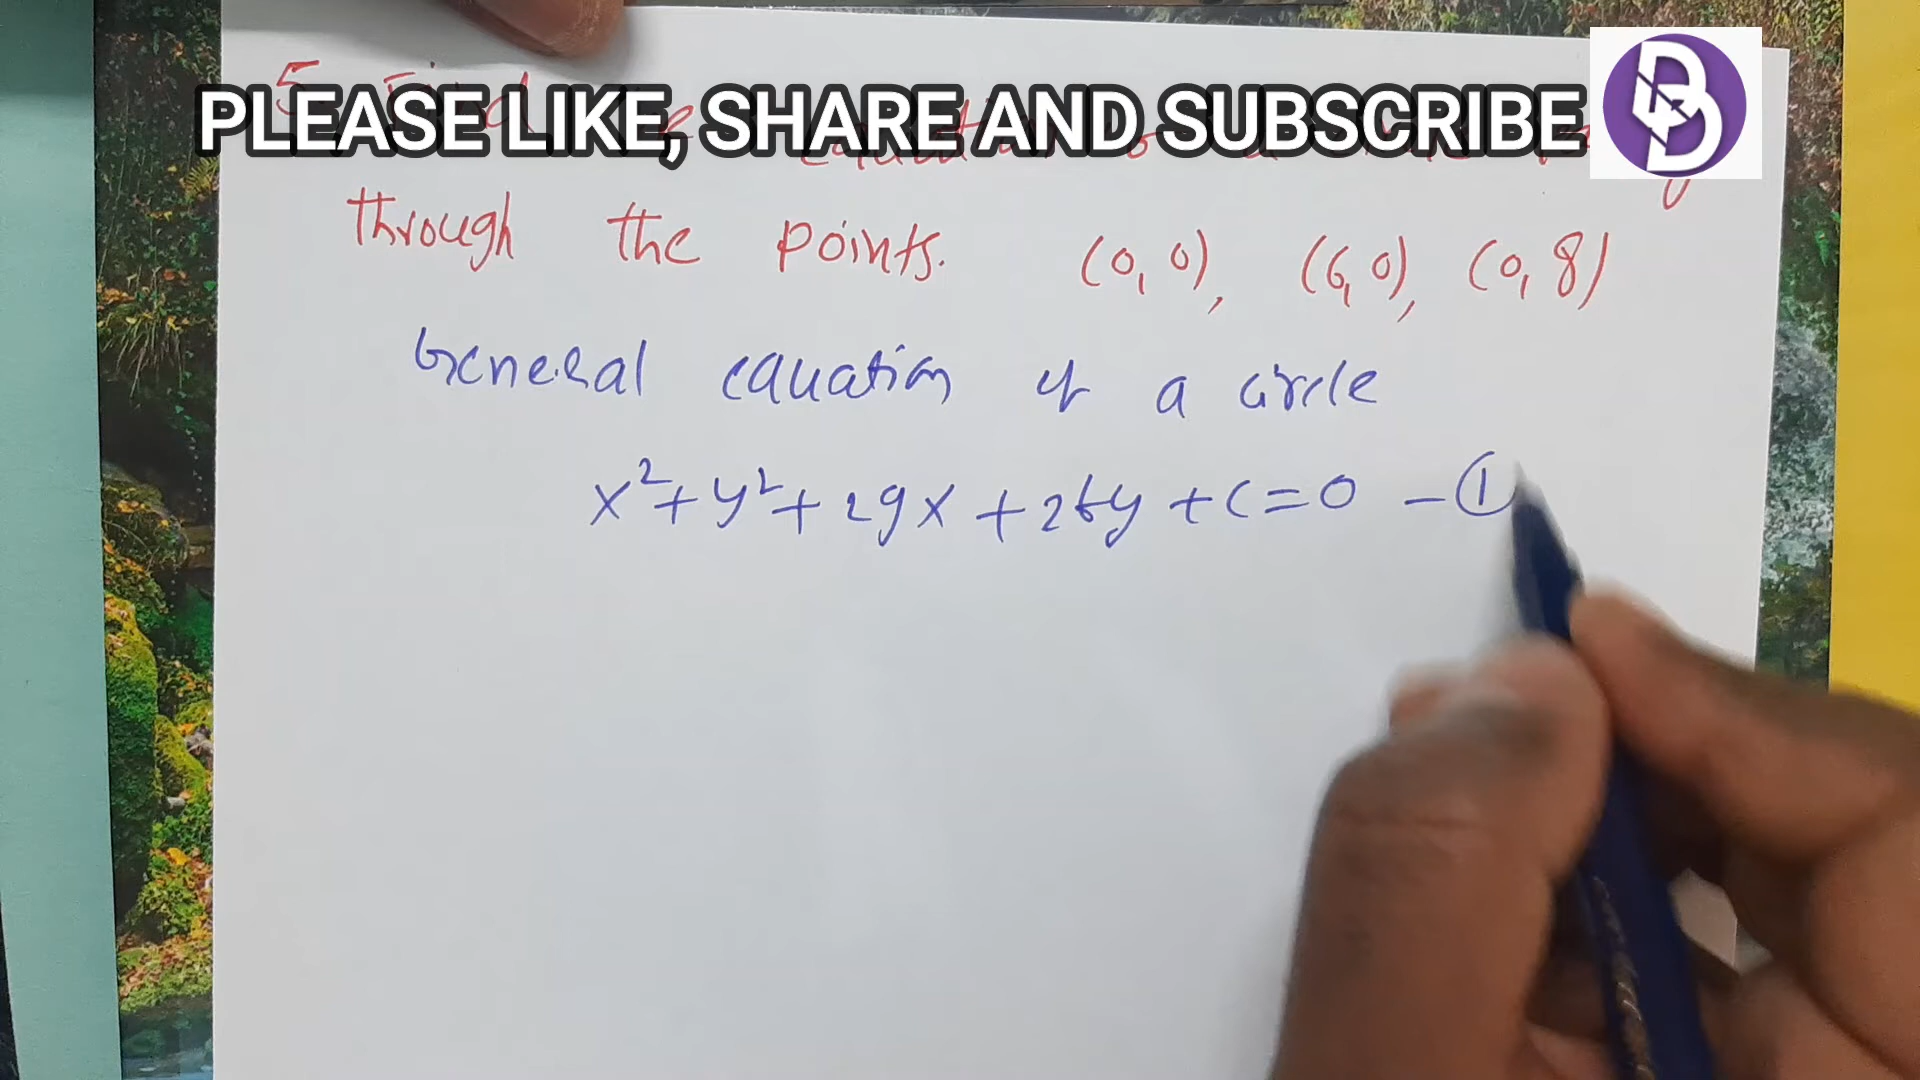 PLEASE LIKE, SHARE AND SUBSCRIBE
through the points. (0, 0), (6, 0), (0, 8)
General equation of a circle
x²+y²+2gx+2fy+c=0 - ①